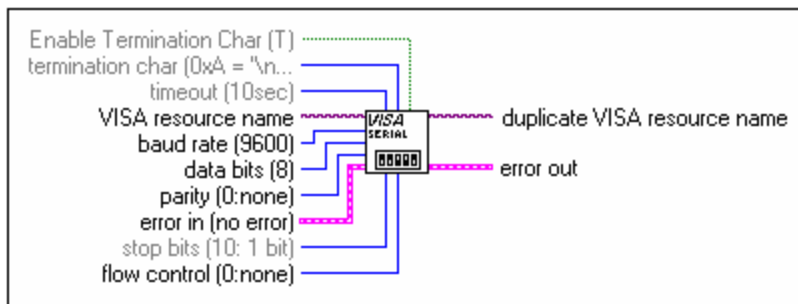 Enable Termination Char (T)
termination char (0xA = "\n...
timeout (10sec)
VISA resource name
baud rate (9600)
data bits (8)
parity (0:none)
error in (no error)
stop bits (10: 1 bit)
flow control (0:none)
VISA
SERIAL
duplicate VISA resource name
error out